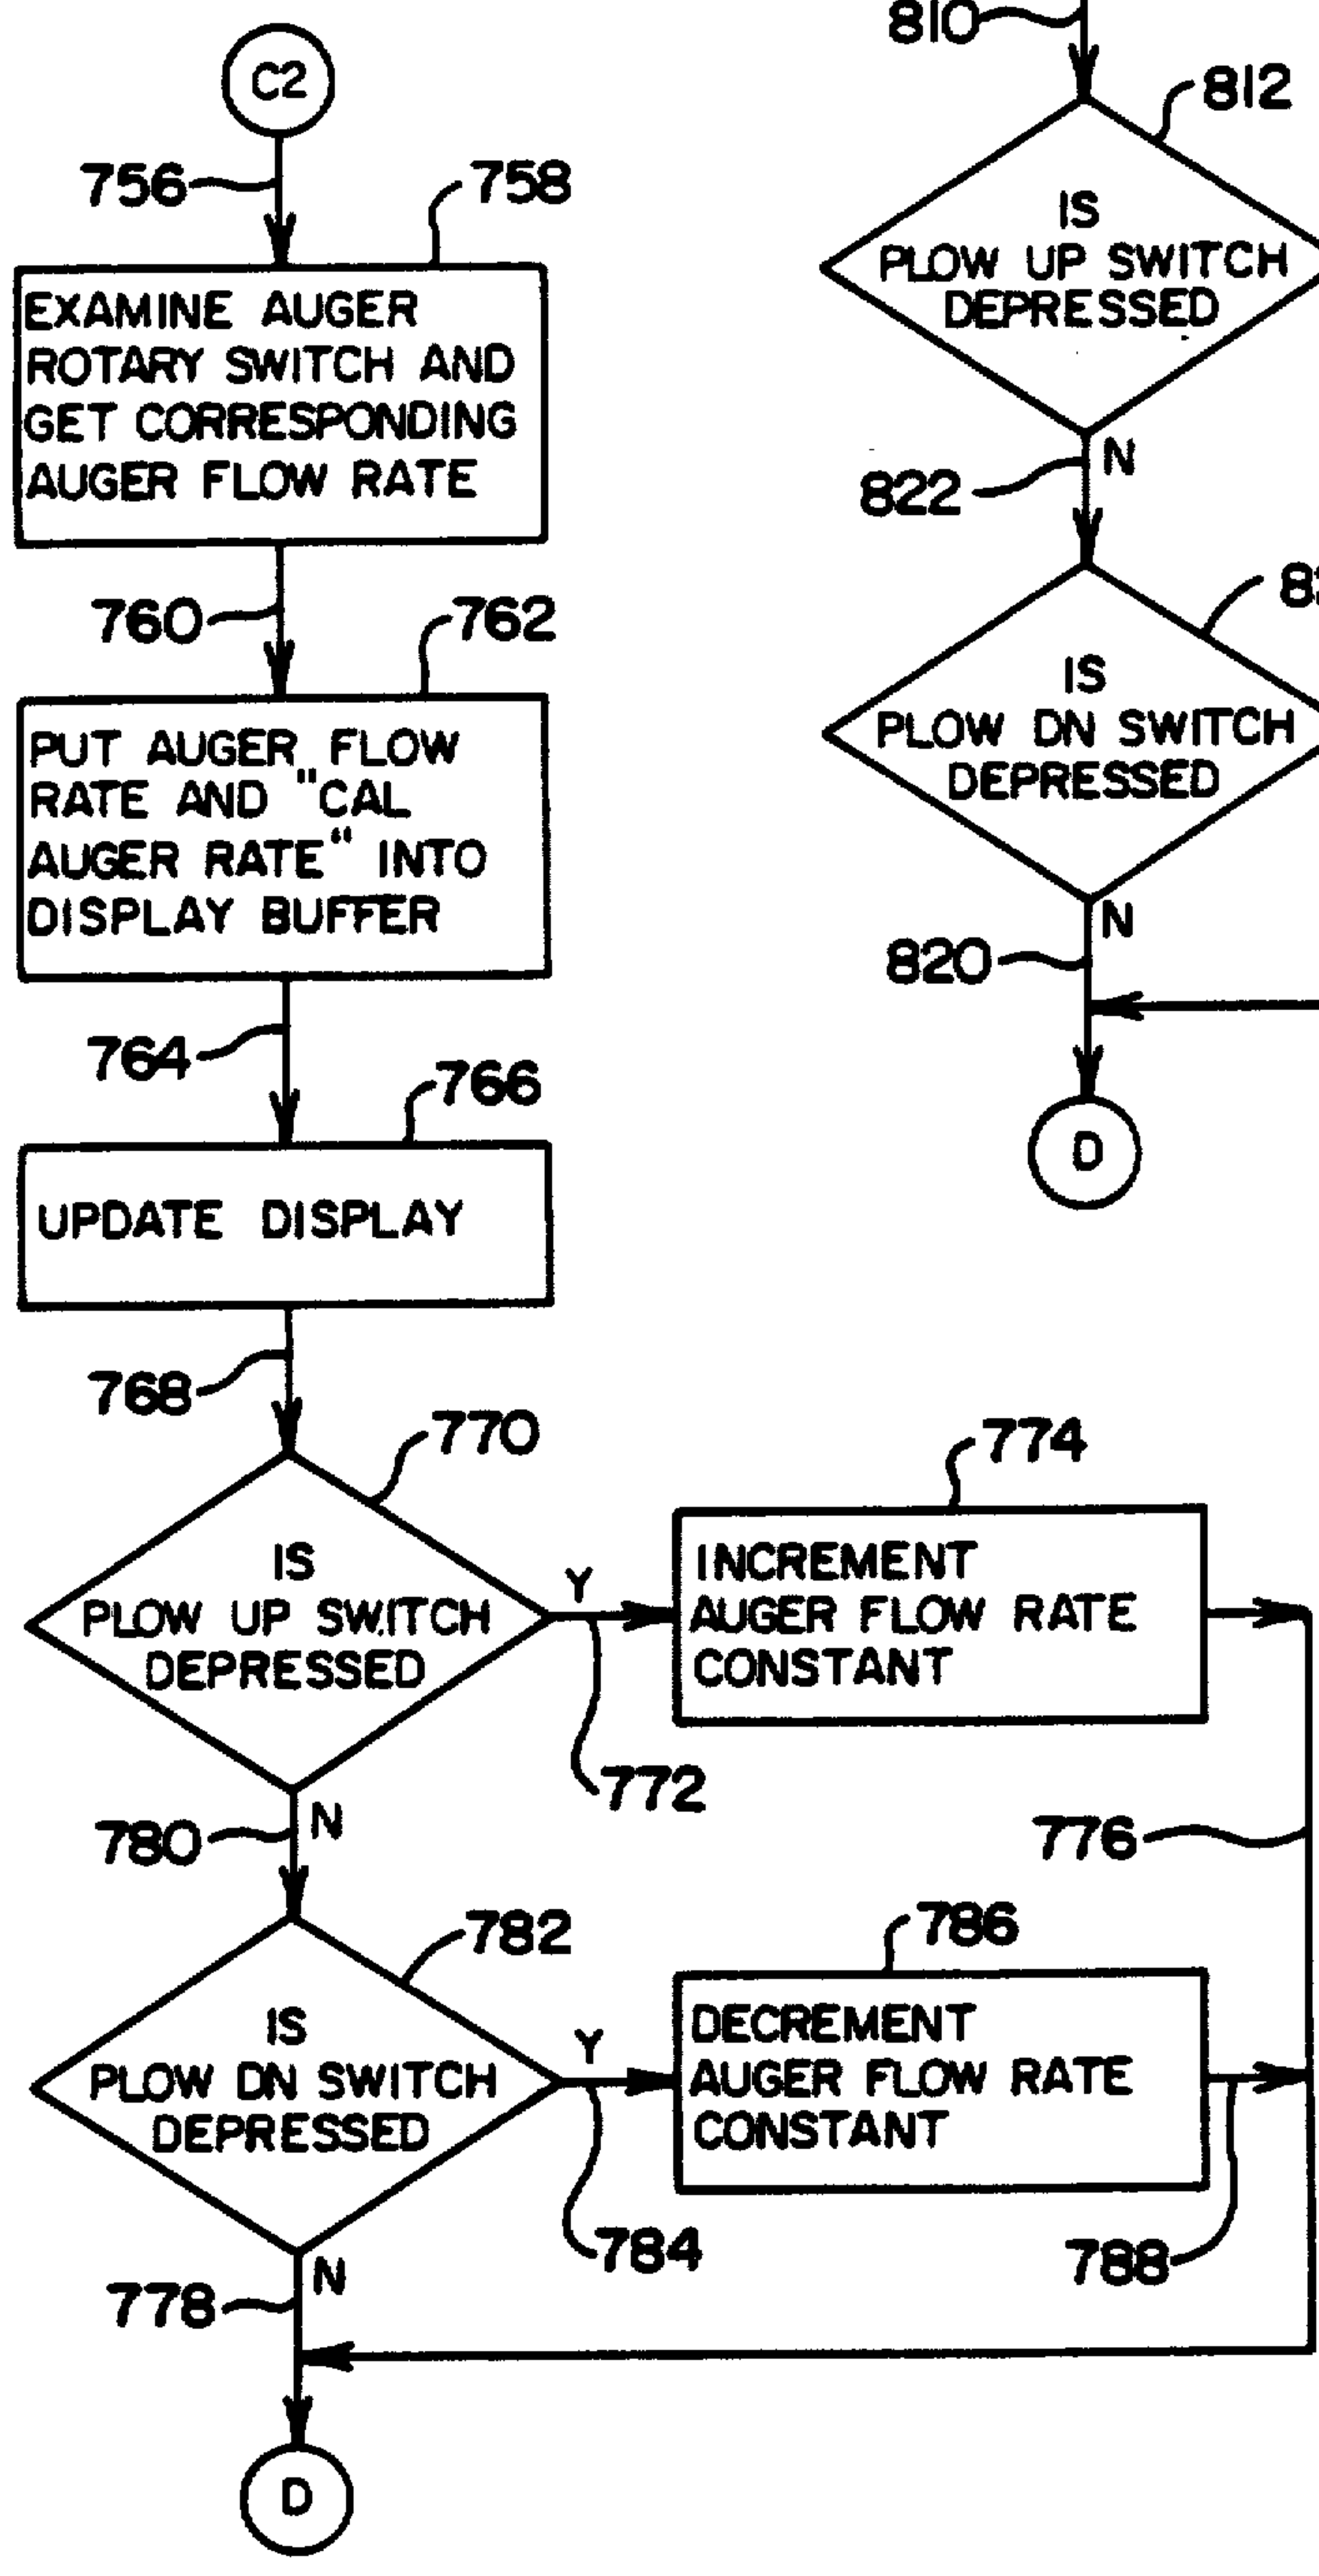 C2
756
758
EXAMINE AUGER
ROTARY SWITCH AND
GET CORRESPONDING
AUGER FLOW RATE
760
762
PUT AUGER FLOW
RATE AND "CAL
AUGER RATE" INTO
DISPLAY BUFFER
764
766
UPDATE DISPLAY
768
770
IS
PLOW UP SWITCH
DEPRESSED
Y
772
774
INCREMENT
AUGER FLOW RATE
CONSTANT
776
N
780
782
IS
PLOW DN SWITCH
DEPRESSED
Y
784
786
DECREMENT
AUGER FLOW RATE
CONSTANT
788
N
778
D
810
812
IS
PLOW UP SWITCH
DEPRESSED
N
822
IS
PLOW DN SWITCH
DEPRESSED
N
820
D